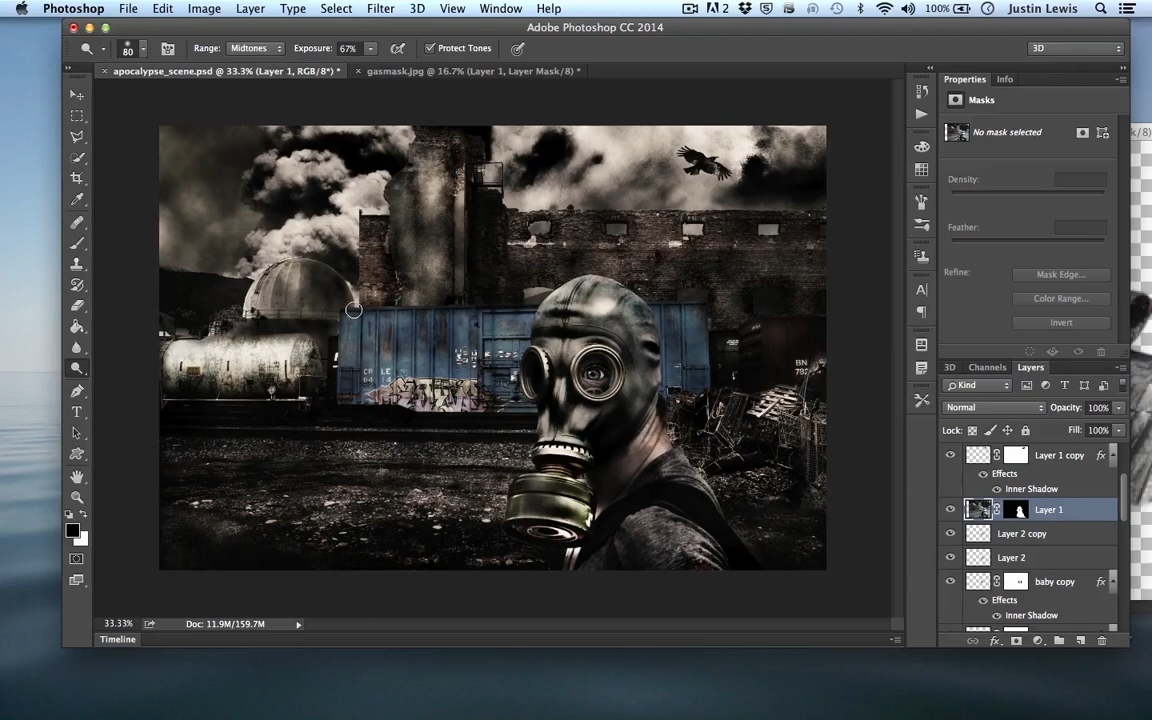 Photoshop File Edit Image Layer Type Select Filter 3D View Window Help 2 100% Justin Lewis
Adobe Photoshop CC 2014
80 Range: Midtones Exposure: 67% Protect Tones 3D
× apocalypse_scene.psd @ 33.3% (Layer 1, RGB/8*) * × gasmask.jpg @ 16.7% (Layer 1, Layer Mask/8) *
Properties Info
Masks
No mask selected
Density:
Feather:
Refine: Mask Edge...
Color Range...
Invert
3D Channels Layers
Kind
Normal Opacity: 100%
Lock: Fill: 100%
Layer 1 copy fx
Effects
Inner Shadow
Layer 1
Layer 2 copy
Layer 2
baby copy fx
Effects
Inner Shadow
BN
33.33% Doc: 11.9M/159.7M
Timeline